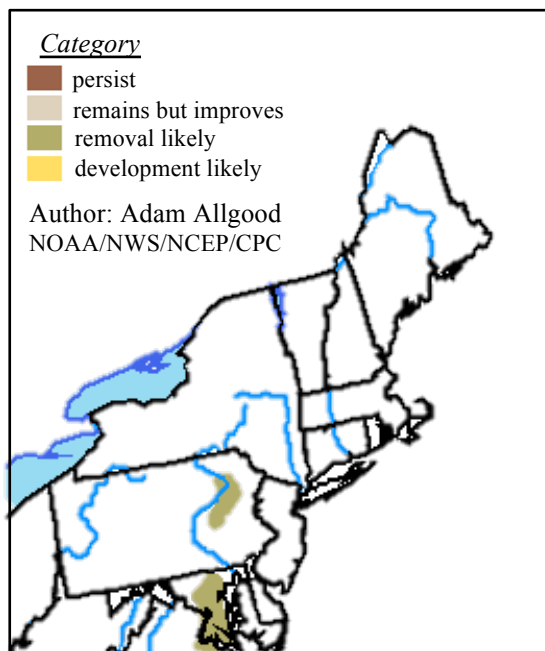 Category
persist
remains but improves
removal likely
development likely
Author: Adam Allgood
NOAA/NWS/NCEP/CPC